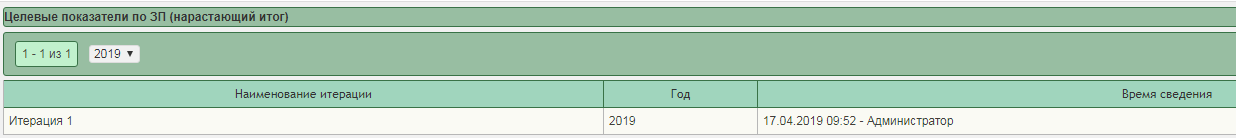 Целевые показатели по ЗП (нарастающий итог)
1 - 1 из 1 2019
Наименование итерации Год Время сведения
Итерация 1 2019 17.04.2019 09:52 - Администратор